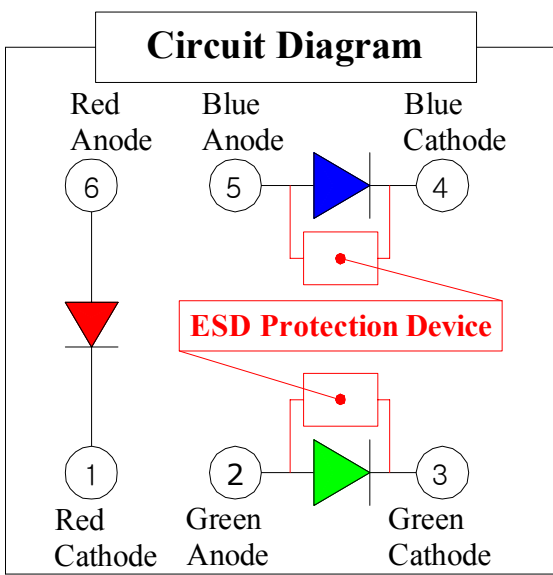 Circuit Diagram
Red
Anode
Blue
Anode
Blue
Cathode
6
5
4
ESD Protection Device
1
2
3
Red
Cathode
Green
Anode
Green
Cathode